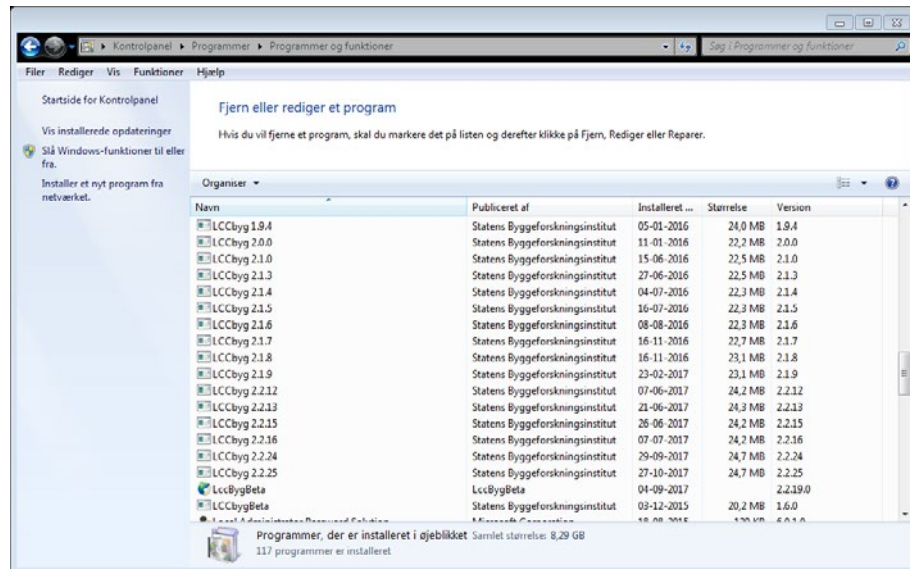 Kontrolpanel ▸ Programmer ▸ Programmer og funktioner Søg i Programmer og funktioner
Filer Rediger Vis Funktioner Hjælp
Startside for Kontrolpanel
Vis installerede opdateringer
Slå Windows-funktioner til eller
fra.
Installer et nyt program fra
netværket.
Fjern eller rediger et program
Hvis du vil fjerne et program, skal du markere det på listen og derefter klikke på Fjern, Rediger eller Reparer.
Organiser
Navn Publiceret af Installeret ... Størrelse Version
LCCbyg 1.9.4 Statens Byggeforskningsinstitut 05-01-2016 24,0 MB 1.9.4
LCCbyg 2.0.0 Statens Byggeforskningsinstitut 11-01-2016 22,2 MB 2.0.0
LCCbyg 2.1.0 Statens Byggeforskningsinstitut 15-06-2016 22,5 MB 2.1.0
LCCbyg 2.1.3 Statens Byggeforskningsinstitut 27-06-2016 22,5 MB 2.1.3
LCCbyg 2.1.4 Statens Byggeforskningsinstitut 04-07-2016 22,3 MB 2.1.4
LCCbyg 2.1.5 Statens Byggeforskningsinstitut 16-07-2016 22,3 MB 2.1.5
LCCbyg 2.1.6 Statens Byggeforskningsinstitut 08-08-2016 22,3 MB 2.1.6
LCCbyg 2.1.7 Statens Byggeforskningsinstitut 16-11-2016 22,7 MB 2.1.7
LCCbyg 2.1.8 Statens Byggeforskningsinstitut 16-11-2016 23,1 MB 2.1.8
LCCbyg 2.1.9 Statens Byggeforskningsinstitut 23-02-2017 23,1 MB 2.1.9
LCCbyg 2.2.12 Statens Byggeforskningsinstitut 07-06-2017 24,2 MB 2.2.12
LCCbyg 2.2.13 Statens Byggeforskningsinstitut 21-06-2017 24,3 MB 2.2.13
LCCbyg 2.2.15 Statens Byggeforskningsinstitut 26-06-2017 24,2 MB 2.2.15
LCCbyg 2.2.16 Statens Byggeforskningsinstitut 07-07-2017 24,2 MB 2.2.16
LCCbyg 2.2.24 Statens Byggeforskningsinstitut 29-09-2017 24,7 MB 2.2.24
LCCbyg 2.2.25 Statens Byggeforskningsinstitut 27-10-2017 24,7 MB 2.2.25
LccBygBeta LccBygBeta 04-09-2017 2.2.19.0
LCCbygBeta Statens Byggeforskningsinstitut 03-12-2015 20,2 MB 1.6.0
Local Administrator Password Solution Microsoft Corporation 18-08-2015
Programmer, der er installeret i øjeblikket Samlet størrelse: 8,29 GB
117 programmer er installeret